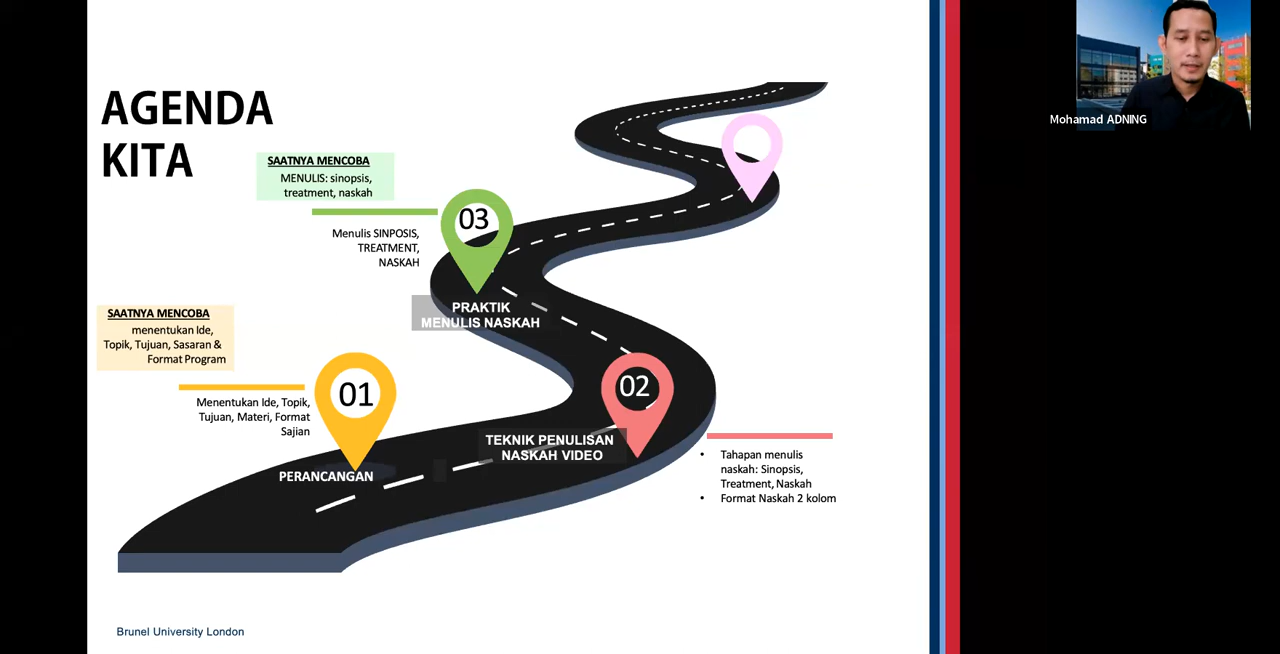 AGENDA
KITA
SAATNYA MENCOBA
MENULIS: sinopsis,
treatment, naskah
03
Menulis SINPOSIS,
TREATMENT,
NASKAH
PRAKTIK
MENULIS NASKAH
SAATNYA MENCOBA
menentukan Ide,
Topik, Tujuan, Sasaran &
Format Program
01
Menentukan Ide, Topik,
Tujuan, Materi, Format
Sajian
PERANCANGAN
02
TEKNIK PENULISAN
NASKAH VIDEO
• Tahapan menulis
naskah: Sinopsis,
Treatment, Naskah
• Format Naskah 2 kolom
Brunel University London
Mohamad ADNING